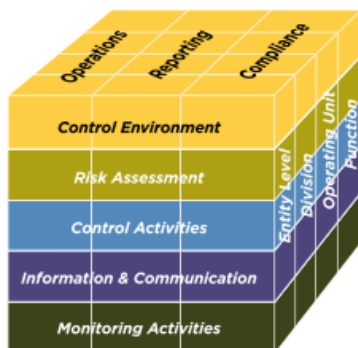 Operations
Reporting
Compliance
Control Environment
Risk Assessment
Control Activities
Information & Communication
Monitoring Activities
Entity Level
Division
Operating Unit
Function